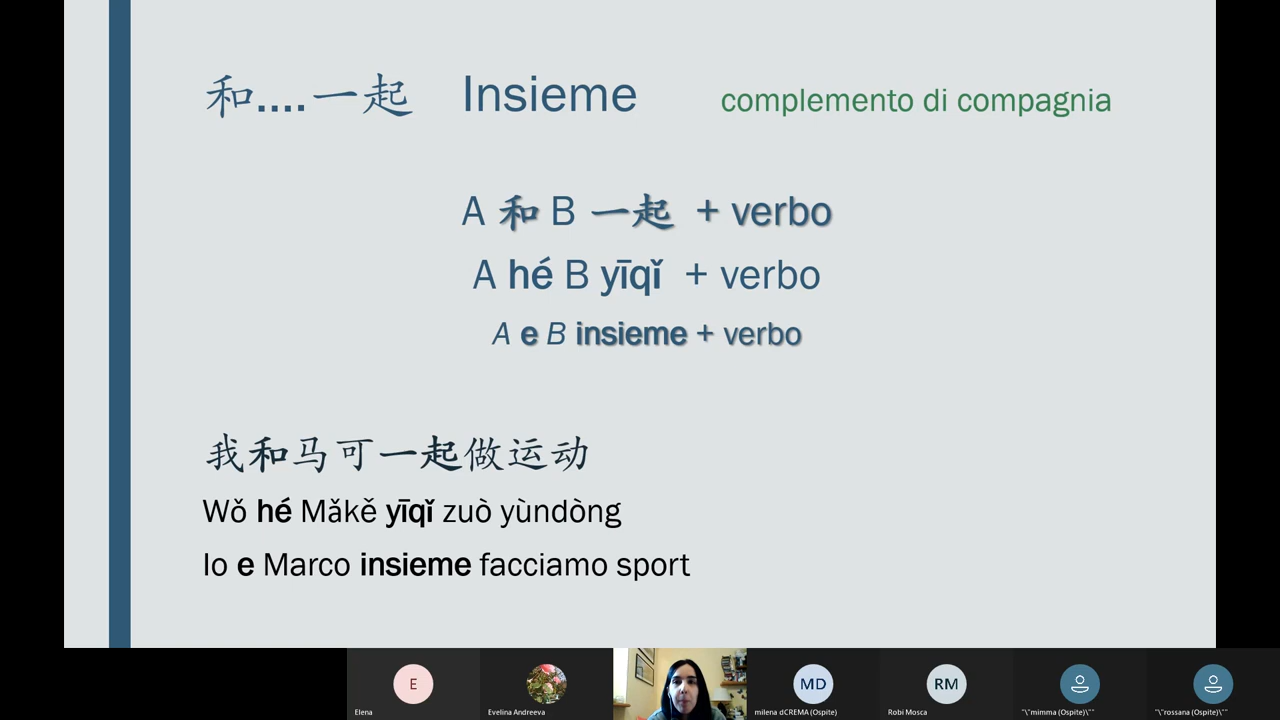 和....一起 Insieme complemento di compagnia
A 和 B 一起 + verbo
A hé B yīqǐ + verbo
A e B insieme + verbo
我和马可一起做运动
Wǒ hé Mǎkě yīqǐ zuò yùndòng
Io e Marco insieme facciamo sport
E MD RM
Elena Evelina Andreeva milena dCREMA (Ospite) Robi Mosca "\"mimma (Ospite)\"" "\"rossana (Ospite)\""